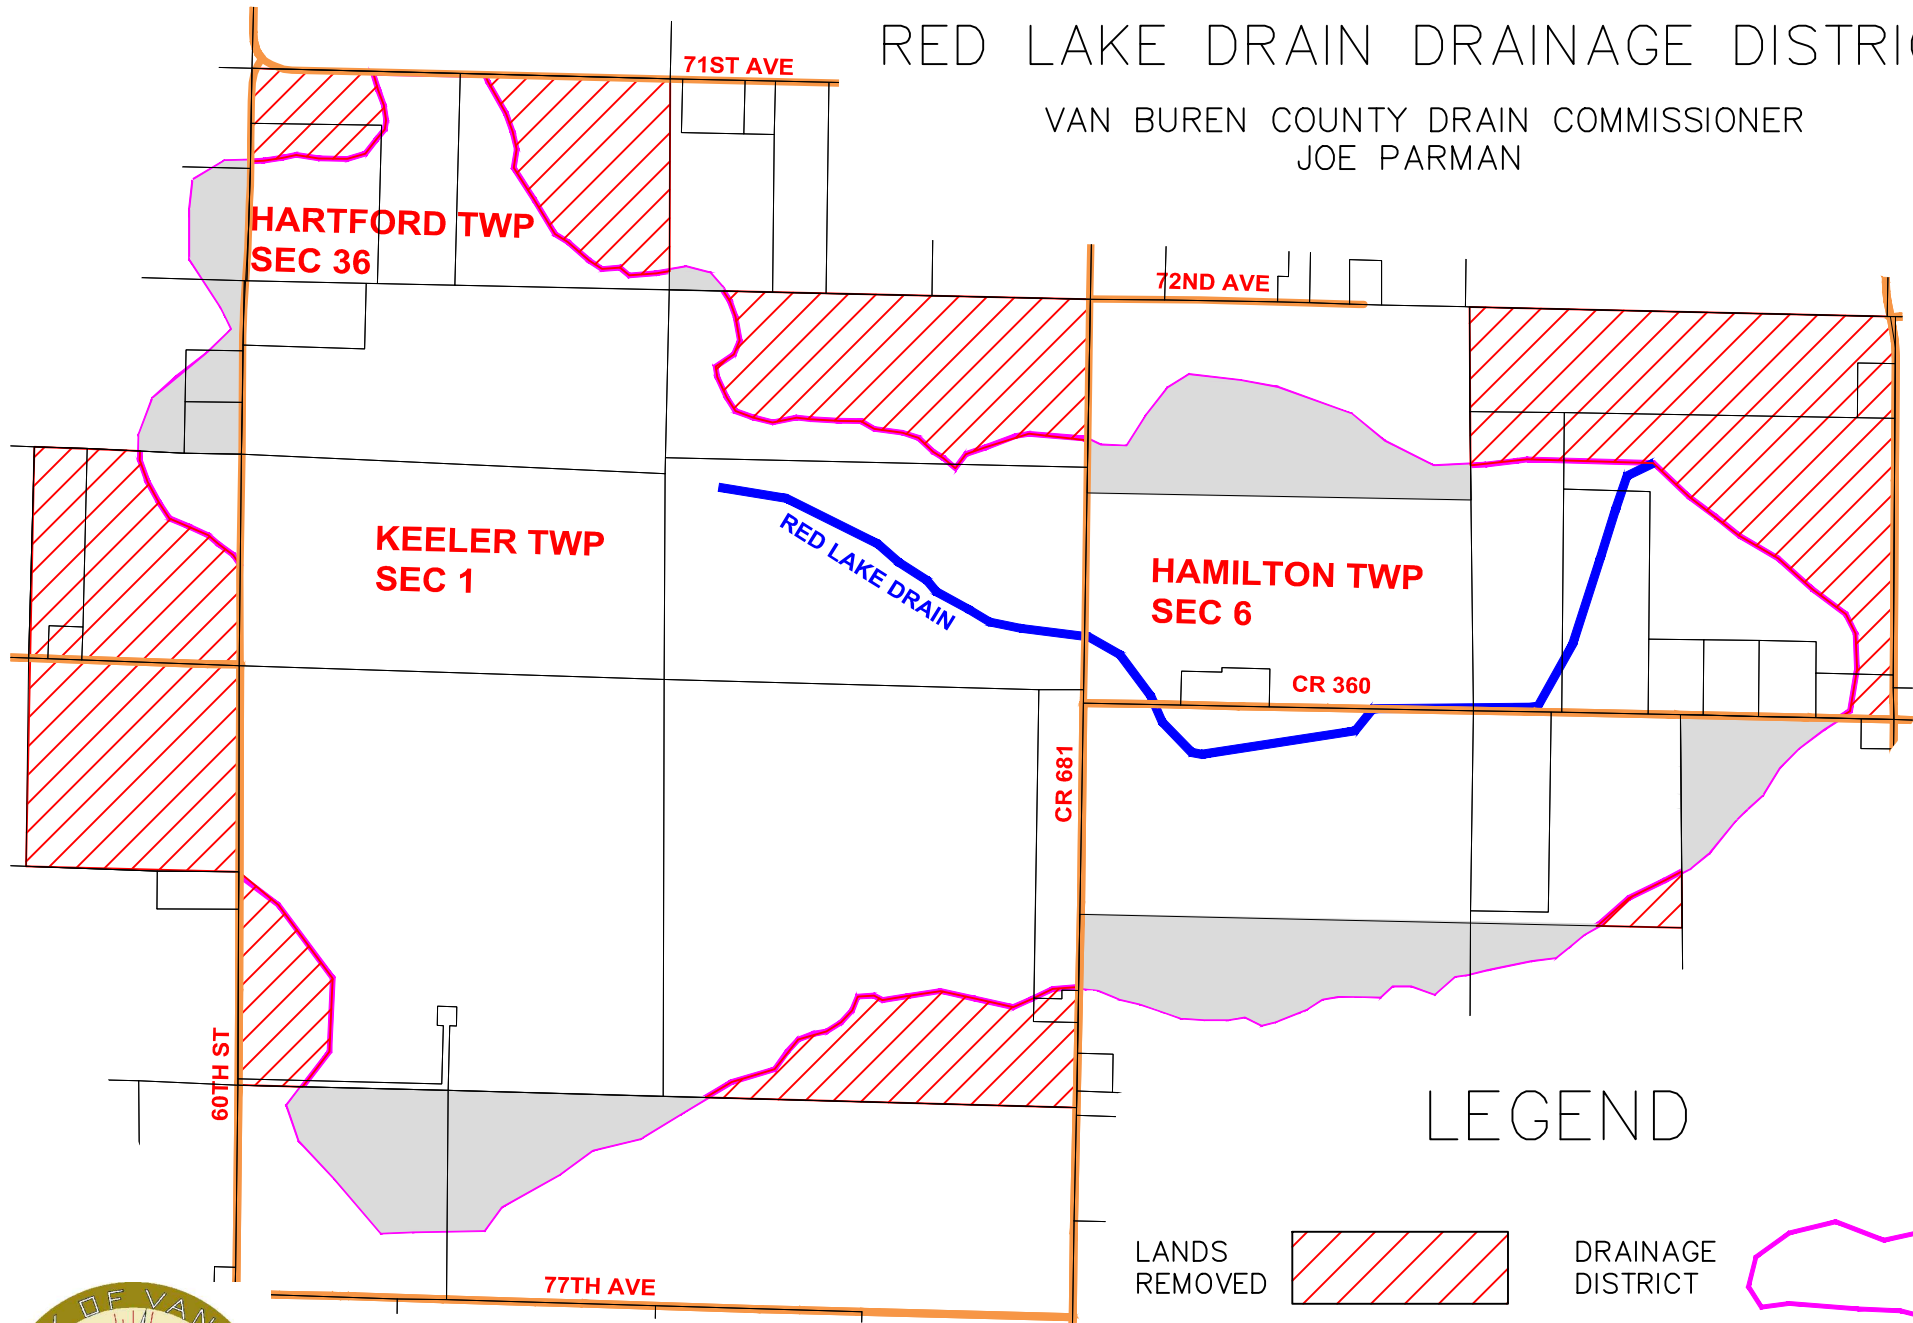 RED LAKE DRAIN DRAINAGE
VAN BUREN COUNTY DRAIN COMMISSIONER
JOE PARMAN
71ST AVE
HARTFORD TWP
SEC 36
72ND AVE
KEELER TWP
SEC 1
RED LAKE DRAIN
HAMILTON TWP
SEC 6
CR 360
CR 681
60TH ST
77TH AVE
LEGEND
LANDS
REMOVED
DRAINAGE
DISTRICT
OF VAN